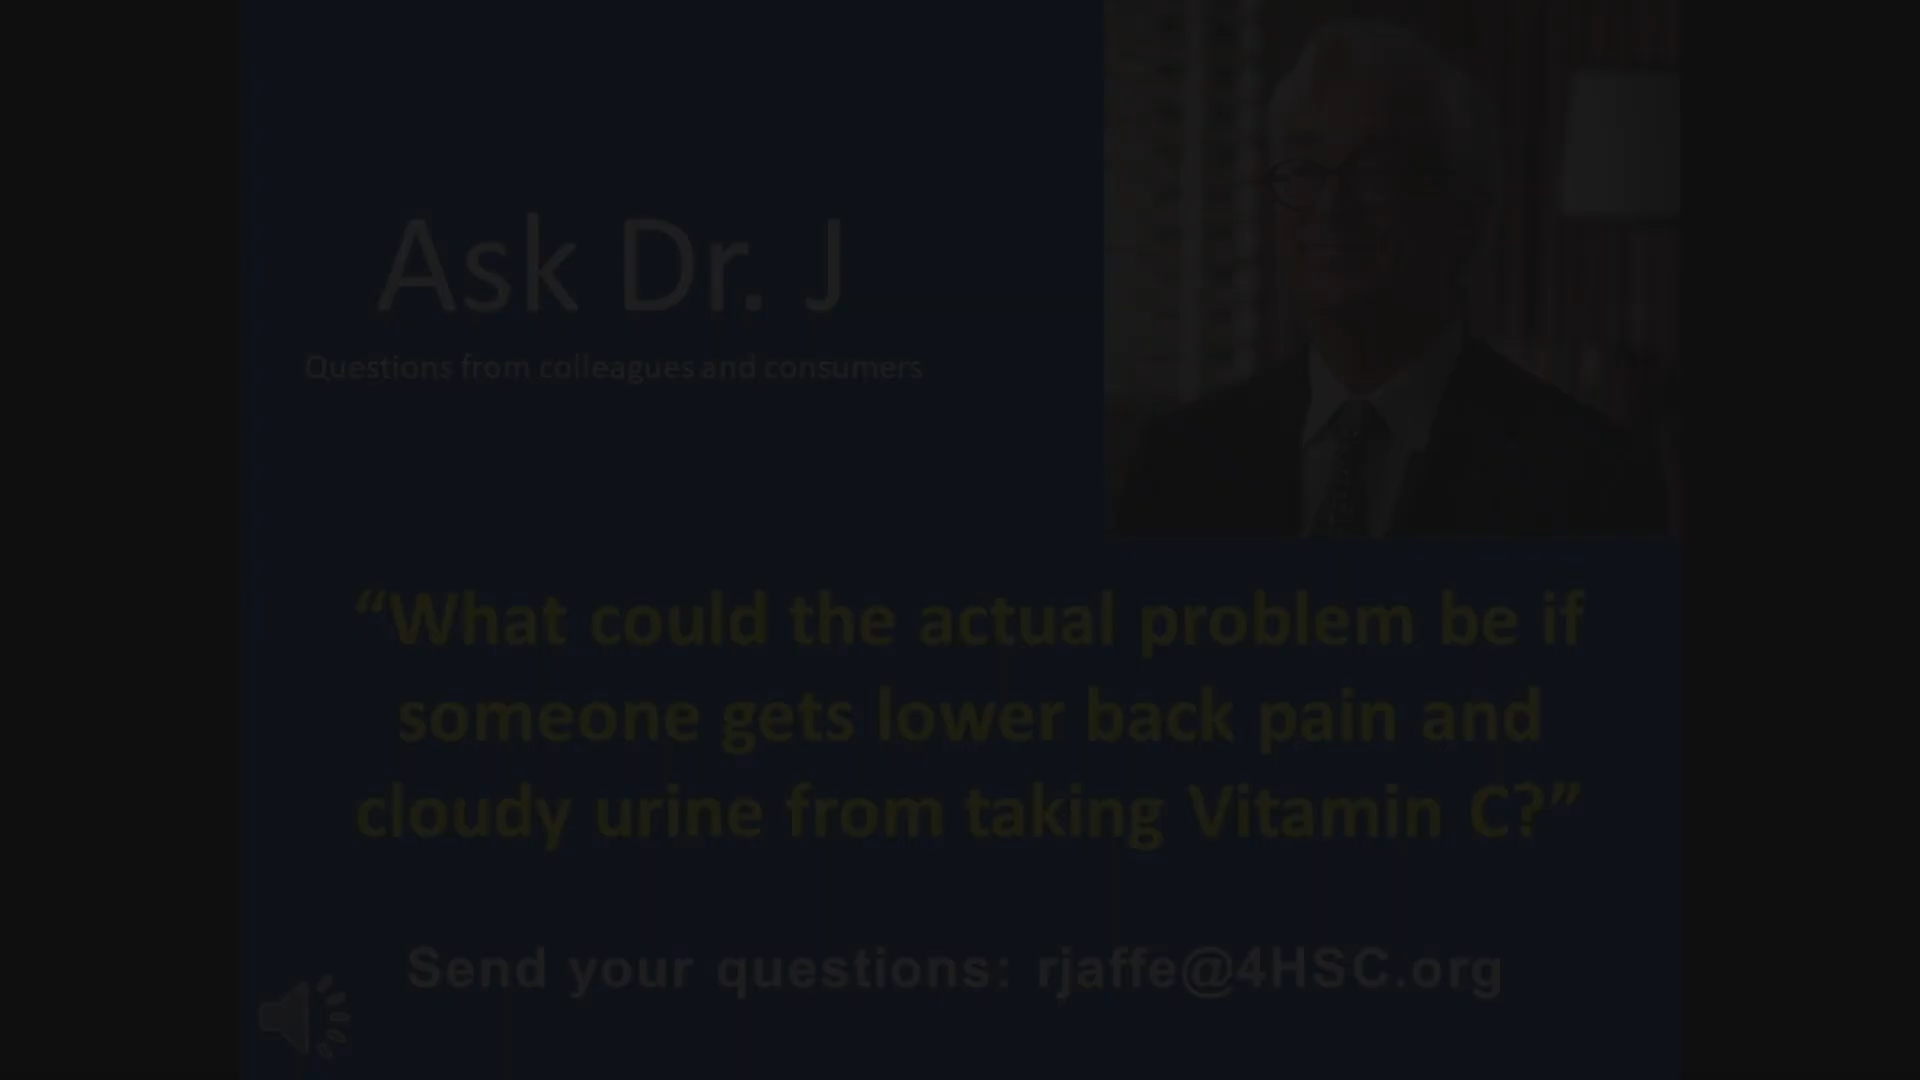 Ask Dr. J
Questions from colleagues and consumers
“What could the actual problem be if
someone gets lower back pain and
cloudy urine from taking Vitamin C?”
Send your questions: rjaffe@4HSC.org